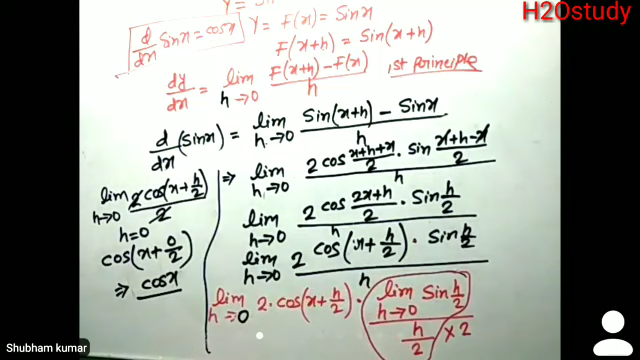 H2Ostudy
Y = Sin
d/dx sinx = cosx
Y = F(x) = Sinx
F(x+h) = Sin(x+h)
dy/dx = lim h→0 F(x+h) - F(x) / h 1st Principle
d/dx (sinx) = lim h→0 Sin(x+h) - Sinx / h
⇒ lim h→0 2 cos x+h+x/2 . sin x+h-x/2 / h
lim h→0 2 cos 2x+h/2 . Sin h/2 / h
lim h→0 2 cos(x+h/2) . Sin h/2 / h
lim h→0 2cos(x+h/2) / 2
h=0
cos(x+0/2)
⇒ cosx
lim h→0 2.cos(x+h/2) . lim h→0 Sin h/2 / h/2 × 2
Shubham kumar